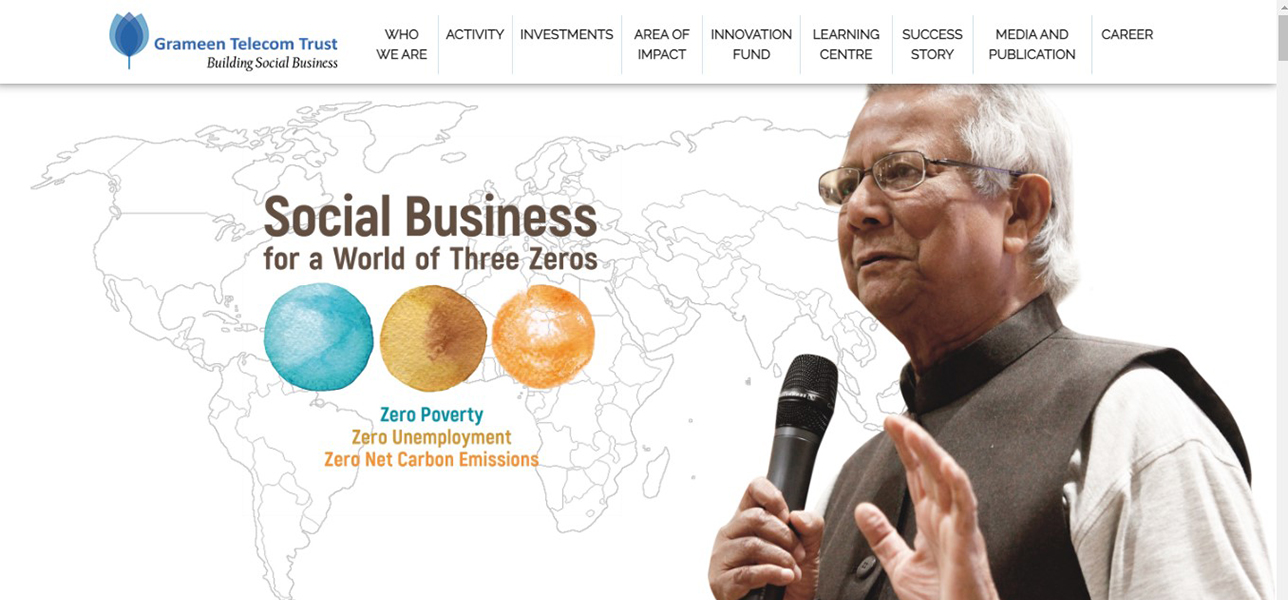 Grameen Telecom Trust
Building Social Business
WHO
WE ARE
ACTIVITY
INVESTMENTS
AREA OF
IMPACT
INNOVATION
FUND
LEARNING
CENTRE
SUCCESS
STORY
MEDIA AND
PUBLICATION
CAREER
Social Business
for a World of Three Zeros
Zero Poverty
Zero Unemployment
Zero Net Carbon Emissions